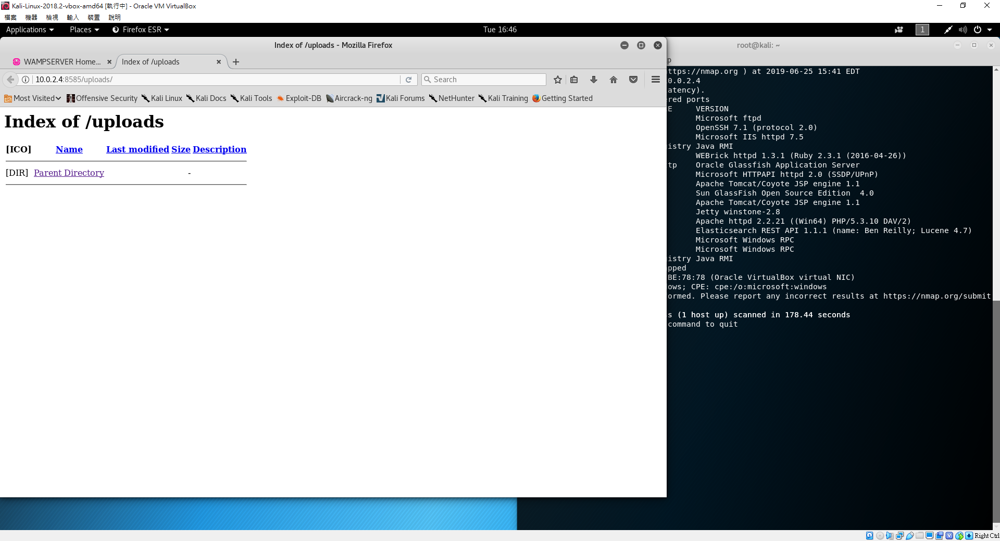 Kali-Linux-2018.2-vbox-amd64 [執行中] - Oracle VM VirtualBox
檔案 機器 檢視 輸入 裝置 說明
Applications Places Firefox ESR Tue 16:46 1
Index of /uploads - Mozilla Firefox
WAMPSERVER Home... Index of /uploads
10.0.2.4:8585/uploads/ Search
Most Visited Offensive Security Kali Linux Kali Docs Kali Tools Exploit-DB Aircrack-ng Kali Forums NetHunter Kali Training Getting Started
Index of /uploads
[ICO] Name Last modified Size Description
[DIR] Parent Directory -
root@kali: ~
p
ttps://nmap.org ) at 2019-06-25 15:41 EDT
0.0.2.4
atency).
red ports
E VERSION
Microsoft ftpd
OpenSSH 7.1 (protocol 2.0)
Microsoft IIS httpd 7.5
istry Java RMI
WEBrick httpd 1.3.1 (Ruby 2.3.1 (2016-04-26))
tp Oracle Glassfish Application Server
Microsoft HTTPAPI httpd 2.0 (SSDP/UPnP)
Apache Tomcat/Coyote JSP engine 1.1
Sun GlassFish Open Source Edition  4.0
Apache Tomcat/Coyote JSP engine 1.1
Jetty winstone-2.8
Apache httpd 2.2.21 ((Win64) PHP/5.3.10 DAV/2)
Elasticsearch REST API 1.1.1 (name: Ben Reilly; Lucene 4.7)
Microsoft Windows RPC
Microsoft Windows RPC
istry Java RMI
pped
BE:78:78 (Oracle VirtualBox virtual NIC)
ows; CPE: cpe:/o:microsoft:windows
ormed. Please report any incorrect results at https://nmap.org/submit
s (1 host up) scanned in 178.44 seconds
command to quit
Right Ctrl